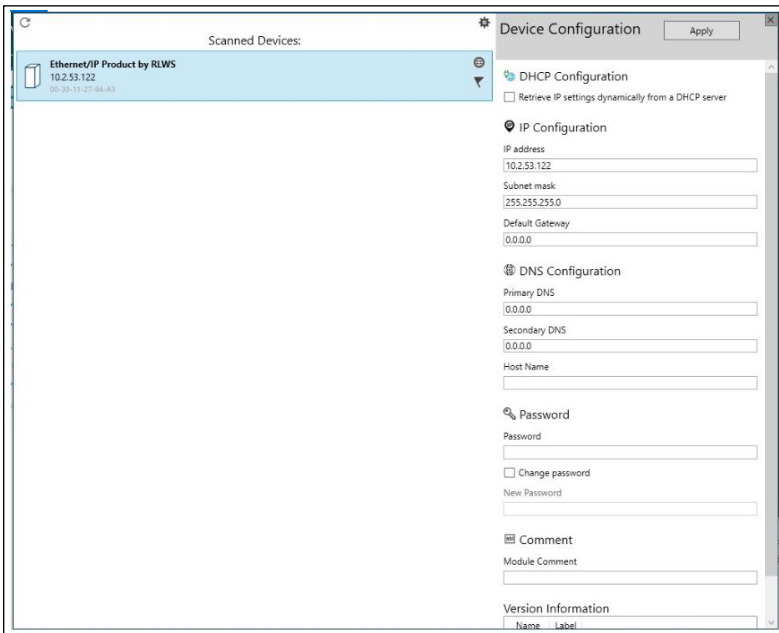 Scanned Devices:
Ethernet/IP Product by RLWS
10.2.53.122
00-30-11-27-9A-A3
Device Configuration
Apply
DHCP Configuration
Retrieve IP settings dynamically from a DHCP server
IP Configuration
IP address
10.2.53.122
Subnet mask
255.255.255.0
Default Gateway
0.0.0.0
DNS Configuration
Primary DNS
0.0.0.0
Secondary DNS
0.0.0.0
Host Name
Password
Password
Change password
New Password
Comment
Module Comment
Version Information
Name Label